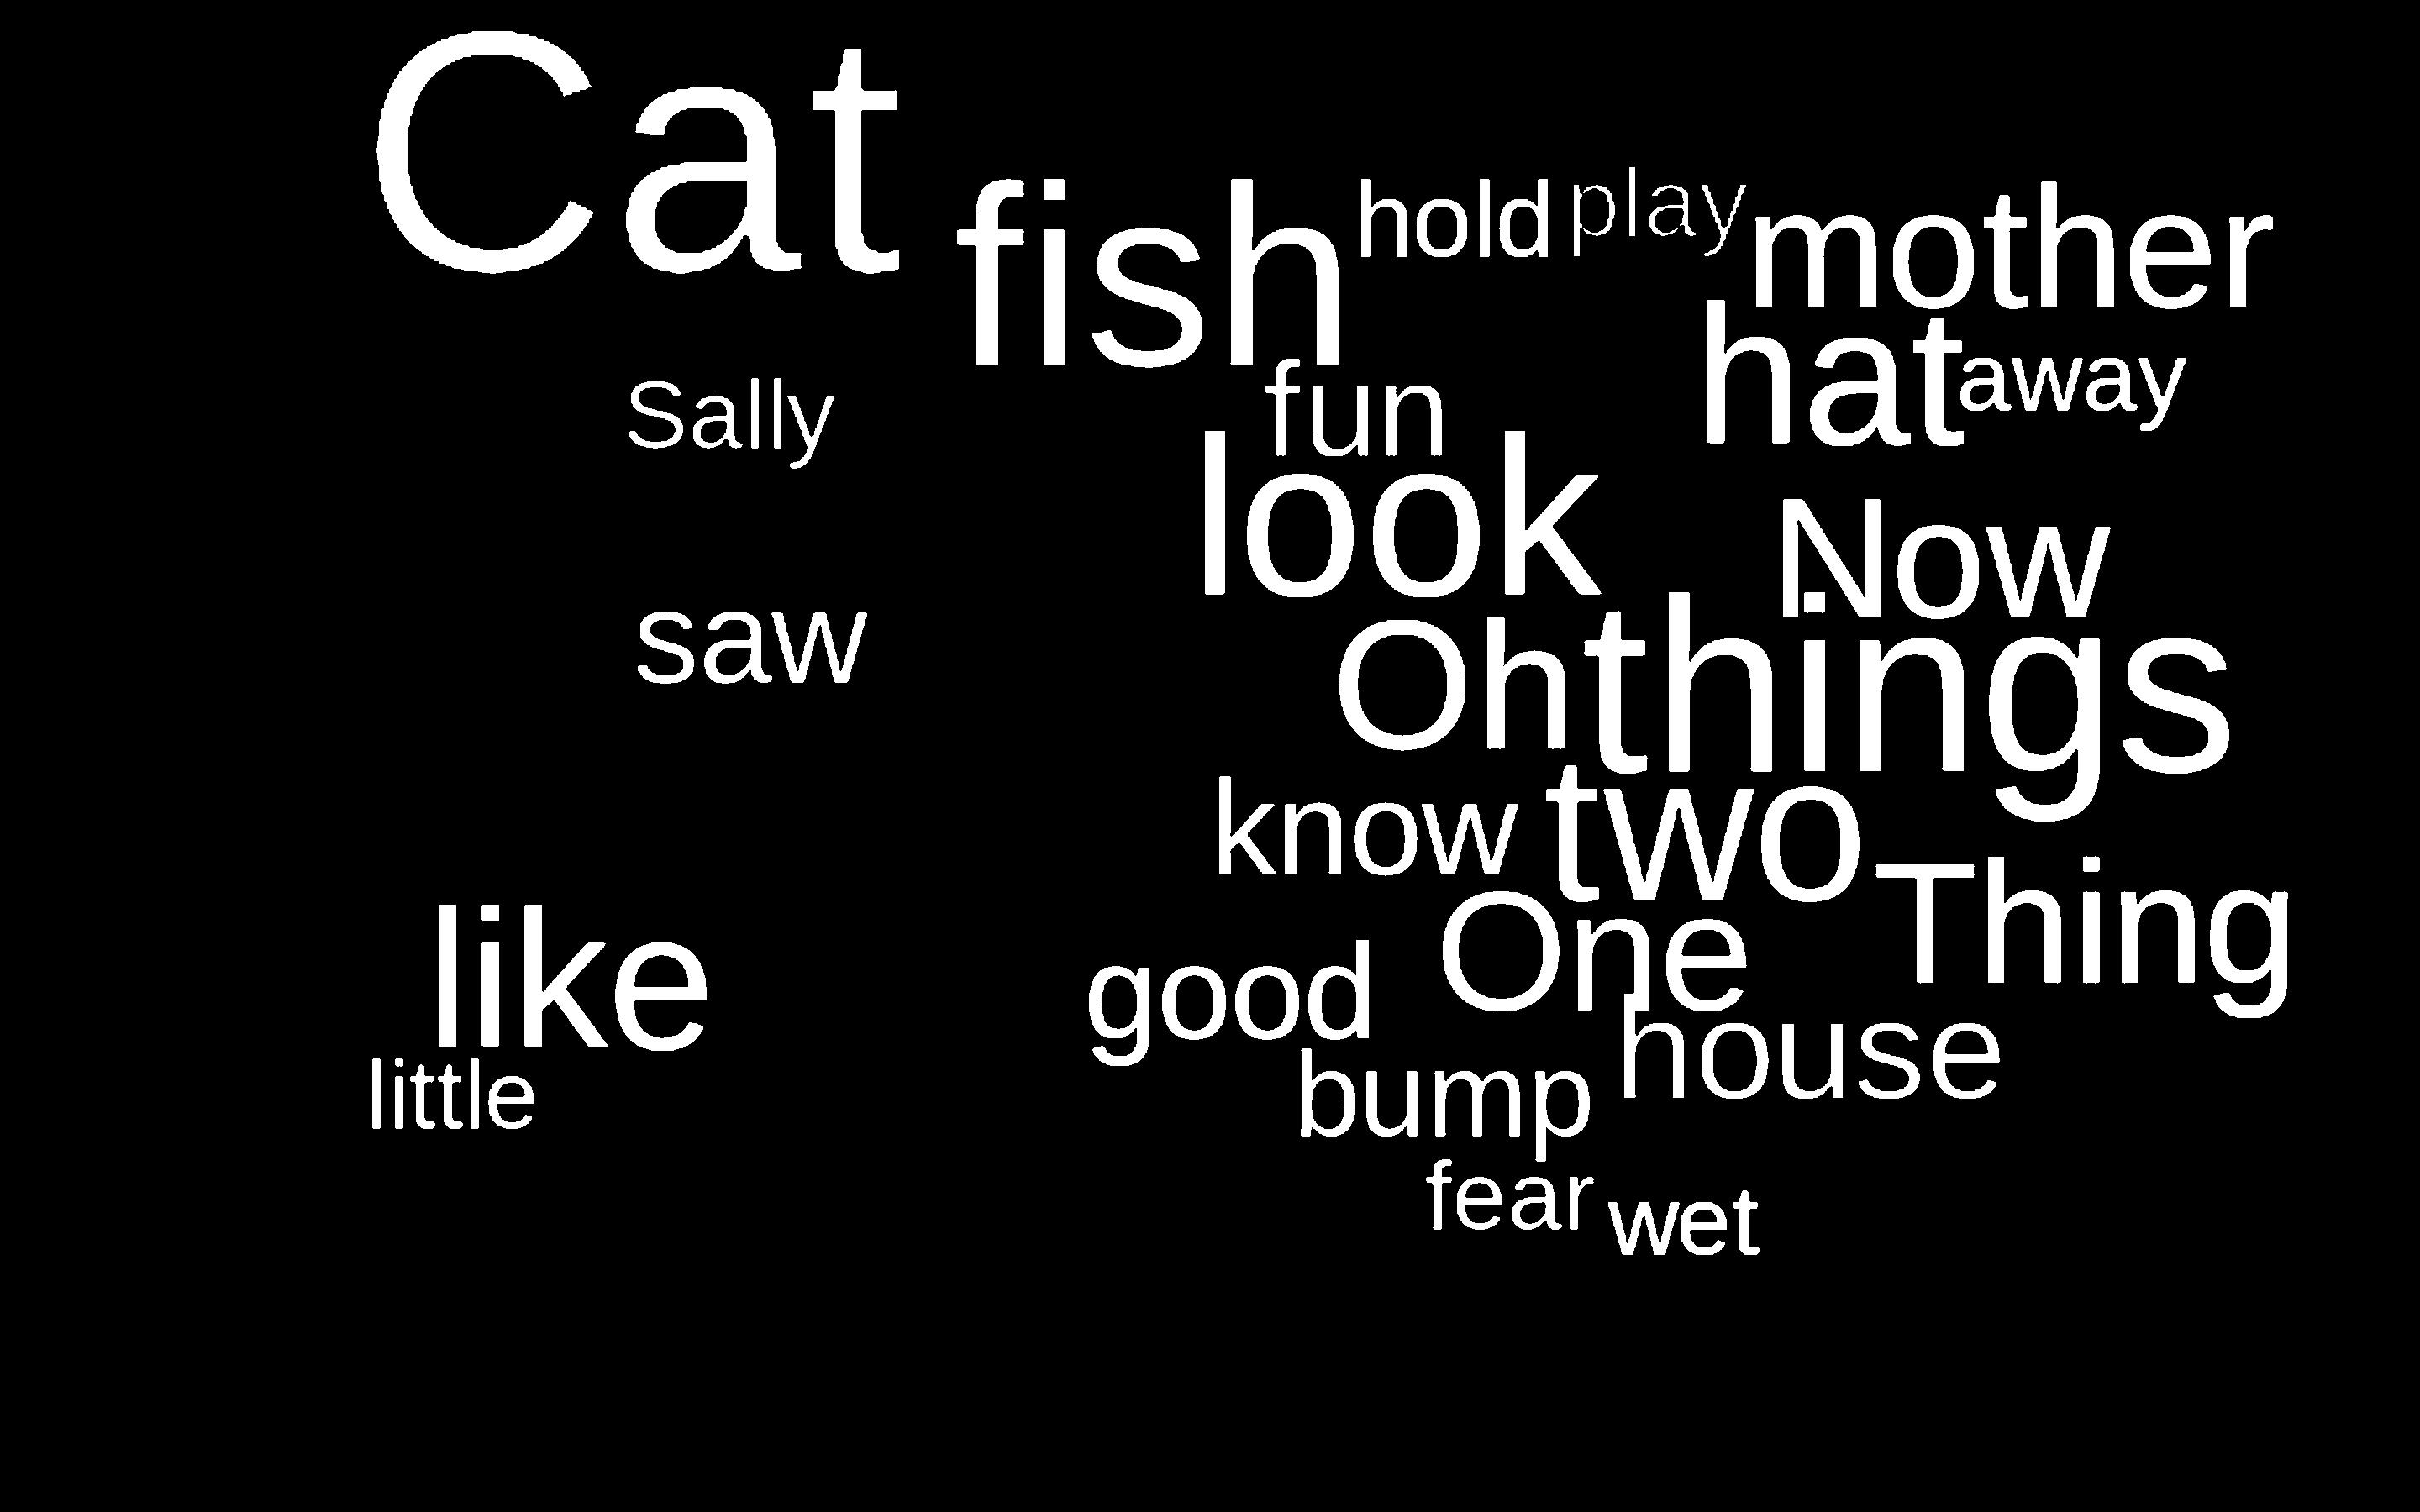 Cat
fish
hold
play
mother
hat
away
Sally
fun
look
Now
saw
Oh
things
know
two
Thing
like
good
One
house
little
bump
fear
wet